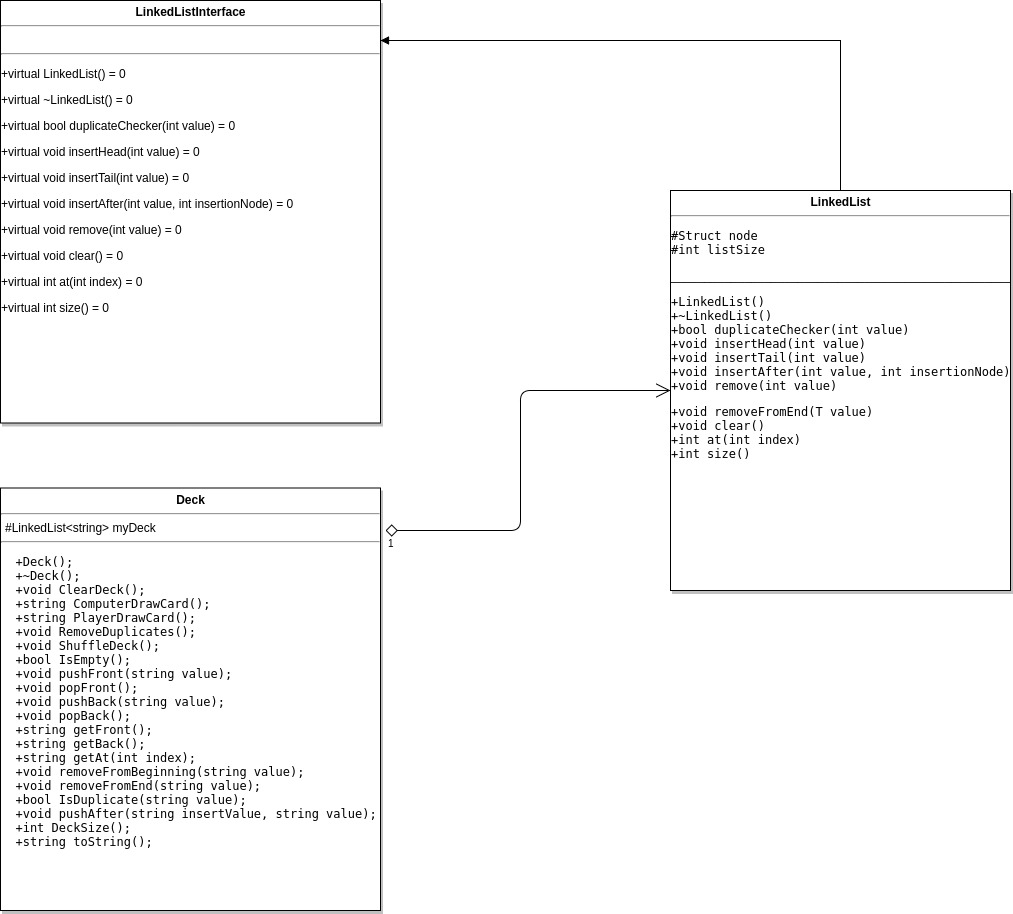 LinkedListInterface
+virtual LinkedList() = 0
+virtual ~LinkedList() = 0
+virtual bool duplicateChecker(int value) = 0
+virtual void insertHead(int value) = 0
+virtual void insertTail(int value) = 0
+virtual void insertAfter(int value, int insertionNode) = 0
+virtual void remove(int value) = 0
+virtual void clear() = 0
+virtual int at(int index) = 0
+virtual int size() = 0
LinkedList
#Struct node
#int listSize
+LinkedList()
+~LinkedList()
+bool duplicateChecker(int value)
+void insertHead(int value)
+void insertTail(int value)
+void insertAfter(int value, int insertionNode)
+void remove(int value)
+void removeFromEnd(T value)
+void clear()
+int at(int index)
+int size()
Deck
#LinkedList<string> myDeck
1
+Deck();
+~Deck();
+void ClearDeck();
+string ComputerDrawCard();
+string PlayerDrawCard();
+void RemoveDuplicates();
+void ShuffleDeck();
+bool IsEmpty();
+void pushFront(string value);
+void popFront();
+void pushBack(string value);
+void popBack();
+string getFront();
+string getBack();
+string getAt(int index);
+void removeFromBeginning(string value);
+void removeFromEnd(string value);
+bool IsDuplicate(string value);
+void pushAfter(string insertValue, string value);
+int DeckSize();
+string toString();